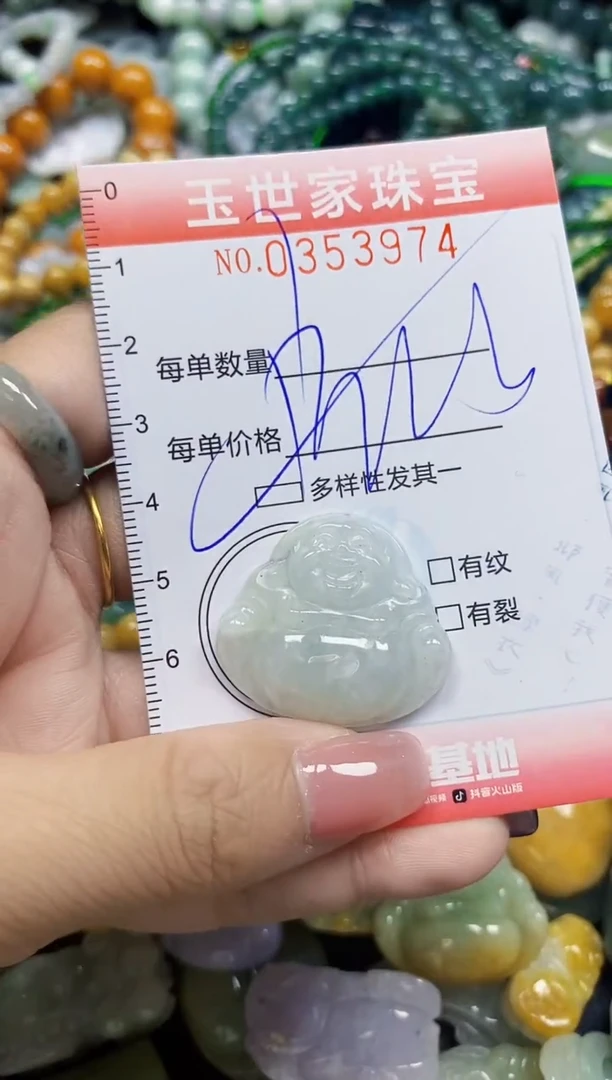 玉世家珠宝
NO.0353974
每单数量
每单价格
多样性发其一
有纹
有裂
基地
视频 抖音火山版
0
1
2
3
4
5
6